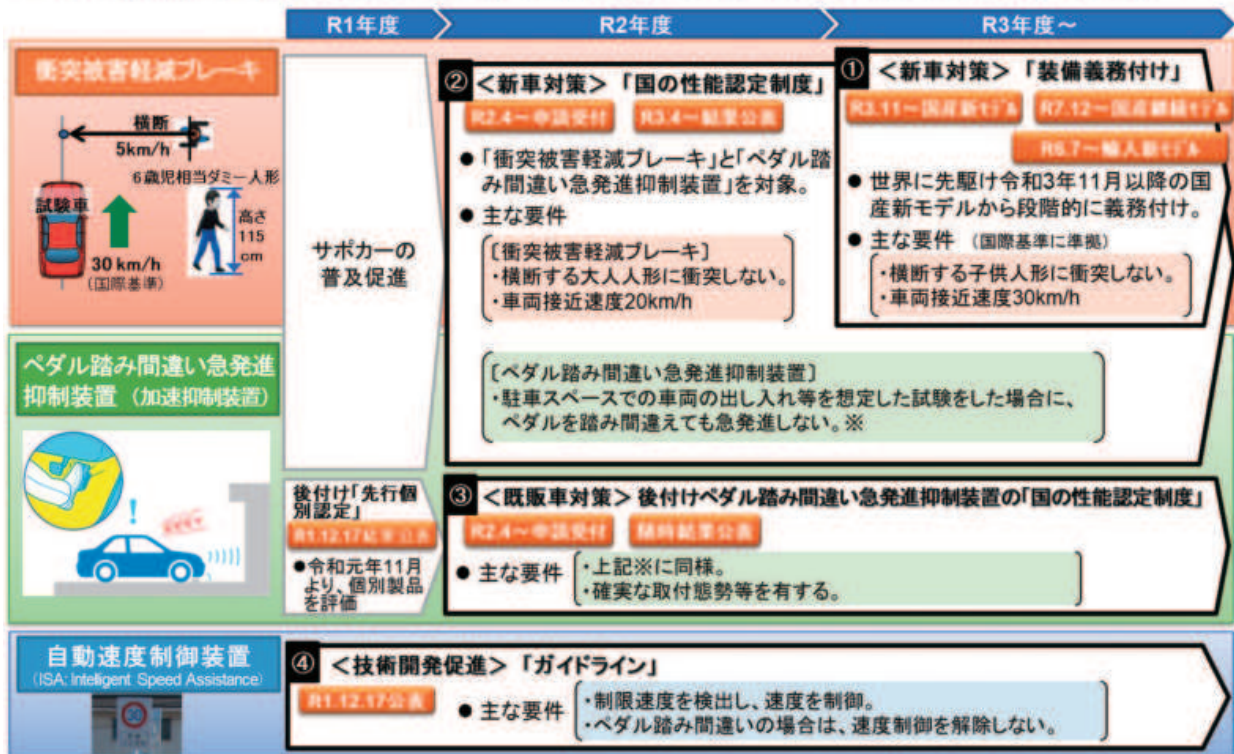 R1年度
R2年度
R3年度～
衝突被害軽減ブレーキ
横断
5km/h
6歳児相当ダミー人形
試験車
高さ
115
cm
30 km/h
(国際基準)
サポカーの
普及促進
② ＜新車対策＞「国の性能認定制度」
R2.4～申請受付
R3.4～結果公表
●「衝突被害軽減ブレーキ」と「ペダル踏
み間違い急発進抑制装置」を対象。
● 主な要件
［衝突被害軽減ブレーキ］
・横断する大人人形に衝突しない。
・車両接近速度20km/h
① ＜新車対策＞「装備義務付け」
R3.11～国産新モデル
R7.12～国産継続モデル
R6.7～輸入新モデル
● 世界に先駆け令和3年11月以降の国
産新モデルから段階的に義務付け。
● 主な要件 (国際基準に準拠)
・横断する子供人形に衝突しない。
・車両接近速度30km/h
ペダル踏み間違い急発進
抑制装置 (加速抑制装置)
!
［ペダル踏み間違い急発進抑制装置］
・駐車スペースでの車両の出し入れ等を想定した試験をした場合に、
ペダルを踏み間違えても急発進しない。※
後付け「先行個
別認定」
R1.12.17結果公表
●令和元年11月
より、個別製品
を評価
③ ＜既販車対策＞後付けペダル踏み間違い急発進抑制装置の「国の性能認定制度」
R2.4～申請受付
随時結果公表
● 主な要件
・上記※に同様。
・確実な取付態勢等を有する。
自動速度制御装置
(ISA: Intelligent Speed Assistance)
30
④ ＜技術開発促進＞「ガイドライン」
R1.12.17公表
● 主な要件
・制限速度を検出し、速度を制御。
・ペダル踏み間違いの場合は、速度制御を解除しない。